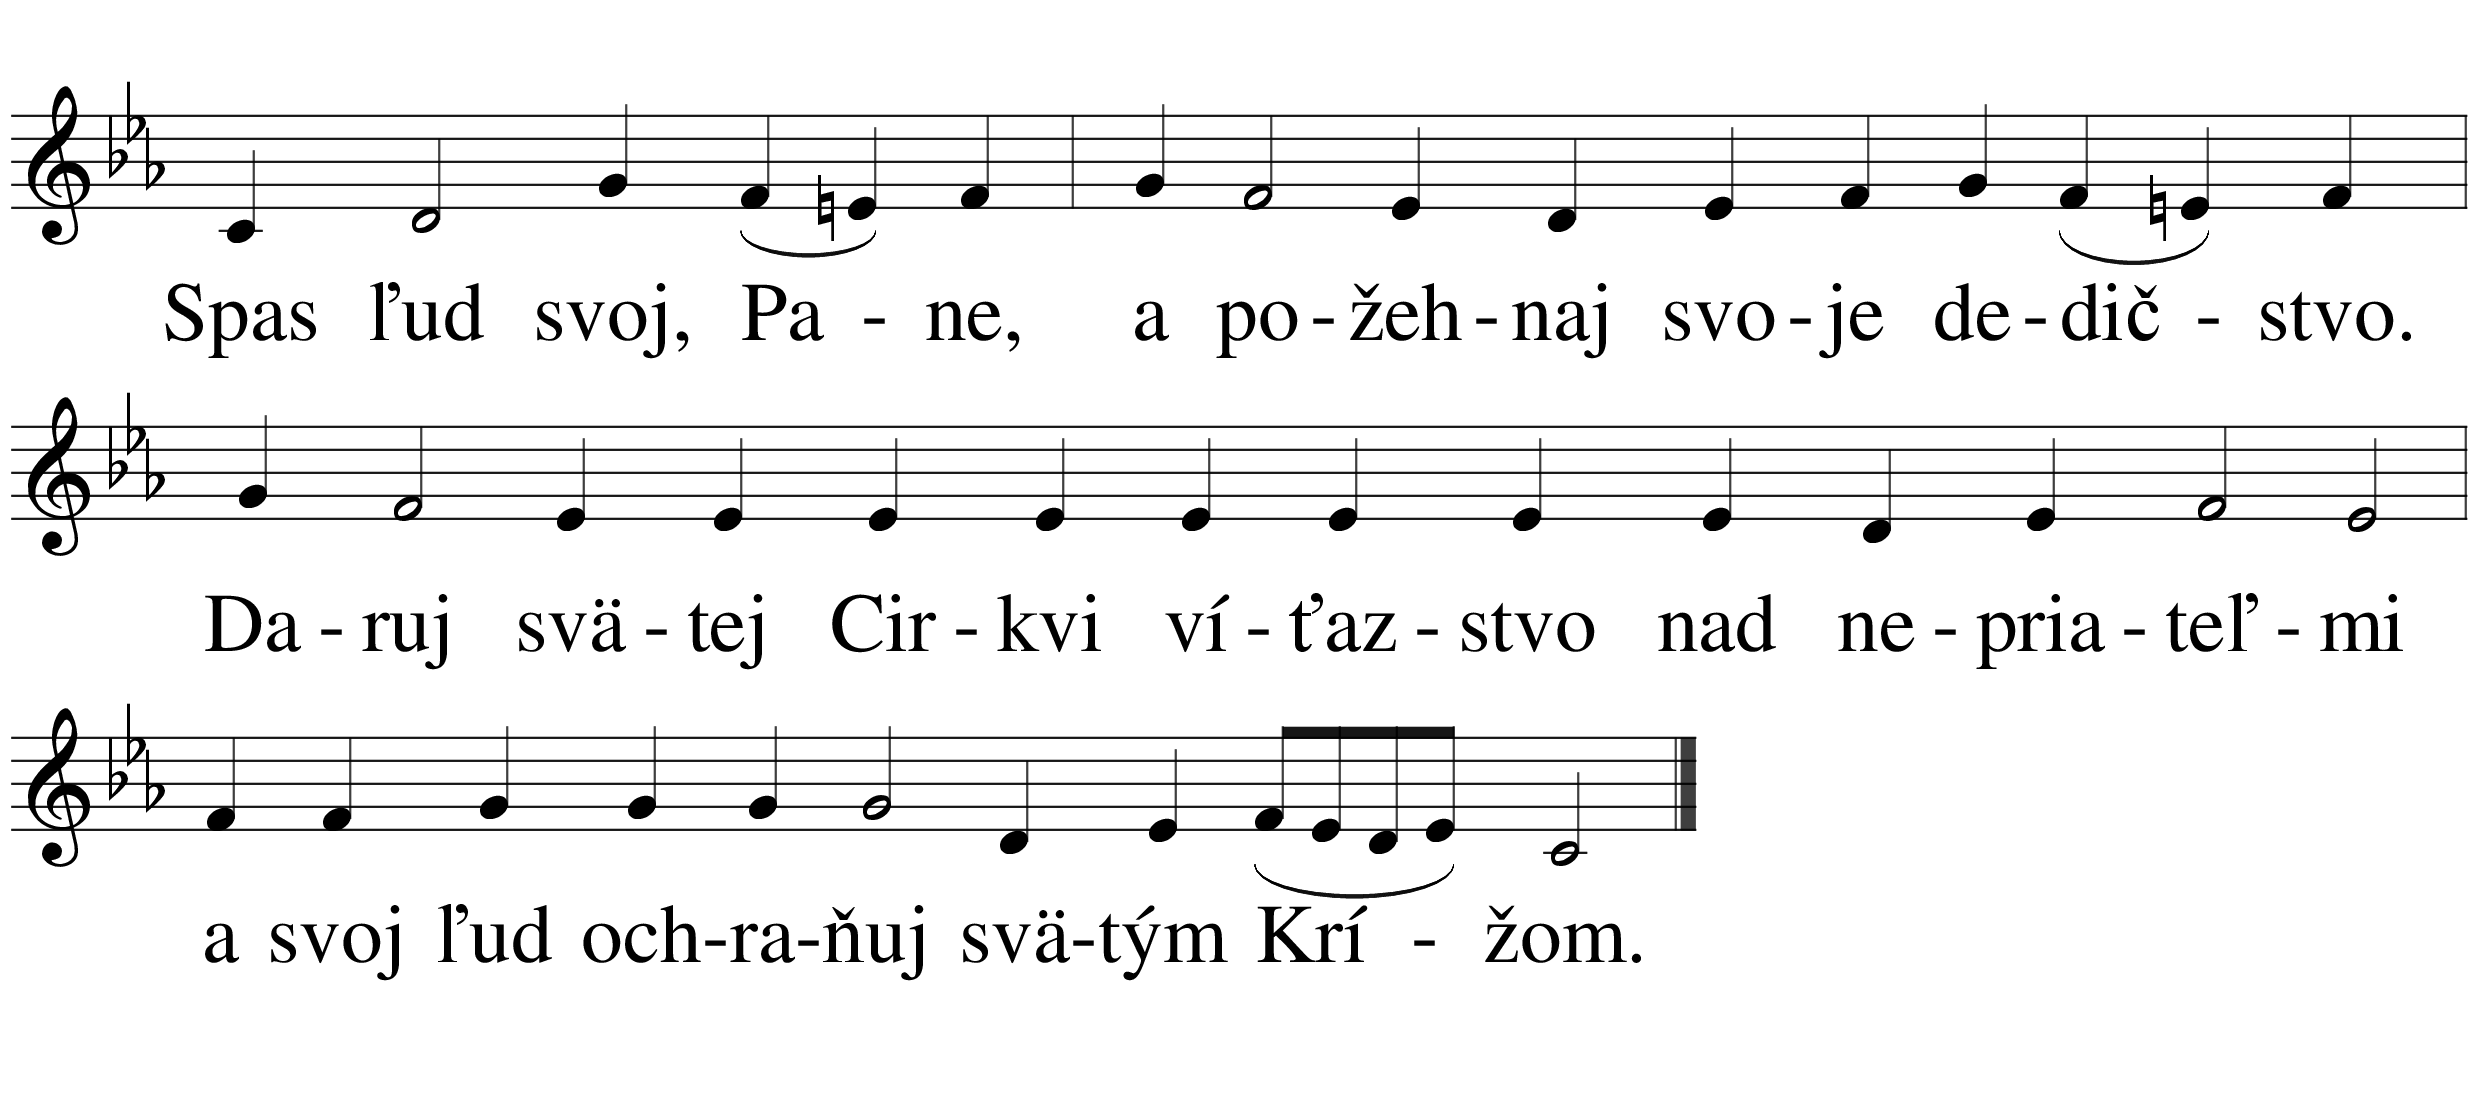 Spas ľud svoj, Pa - ne, a po - žeh - naj svo - je de - dič - stvo.
Da - ruj svä - tej Cir - kvi ví - ťaz - stvo nad ne - pria - teľ - mi
a svoj ľud och-ra-ňuj svä-tým Krí - žom.